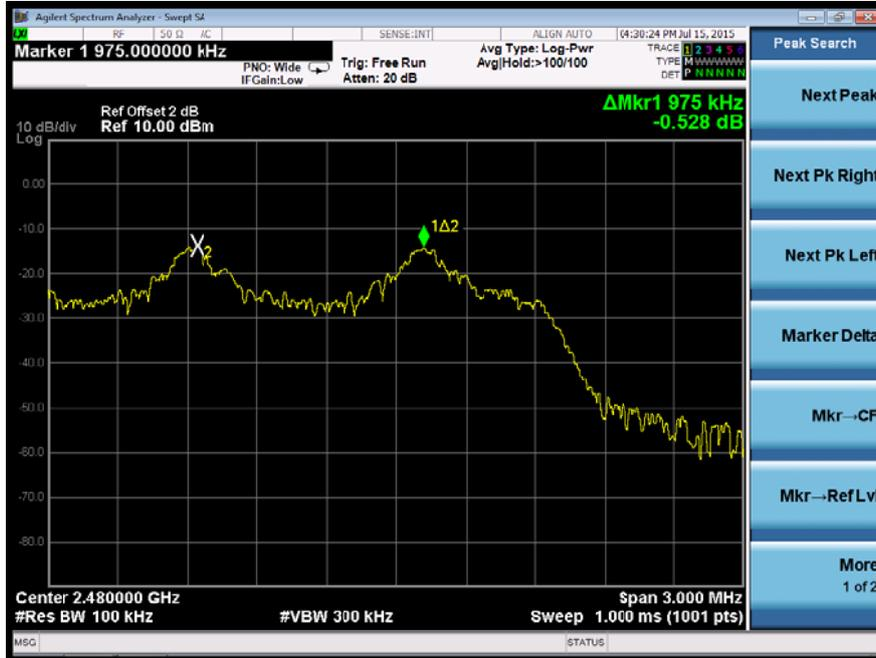 Agilent Spectrum Analyzer - Swept SA
LXI RF 50 Ω AC SENSE:INT ALIGN AUTO 04:30:24 PM Jul 15, 2015
Marker 1 975.000000 kHz
PNO: Wide
IFGain:Low
Trig: Free Run
Atten: 20 dB
Avg Type: Log-Pwr
Avg|Hold:>100/100
TRACE 1 2 3 4 5 6
TYPE M WWWWW
DET P N N N N N
ΔMkr1 975 kHz
-0.528 dB
Ref Offset 2 dB
10 dB/div Ref 10.00 dBm
Log
0.00
-10.0
-20.0
-30.0
-40.0
-50.0
-60.0
-70.0
-80.0
X2
1Δ2
Center 2.480000 GHz Span 3.000 MHz
#Res BW 100 kHz #VBW 300 kHz Sweep 1.000 ms (1001 pts)
MSG STATUS
Peak Search
Next Peak
Next Pk Right
Next Pk Left
Marker Delta
Mkr→CF
Mkr→Ref Lvl
More
1 of 2